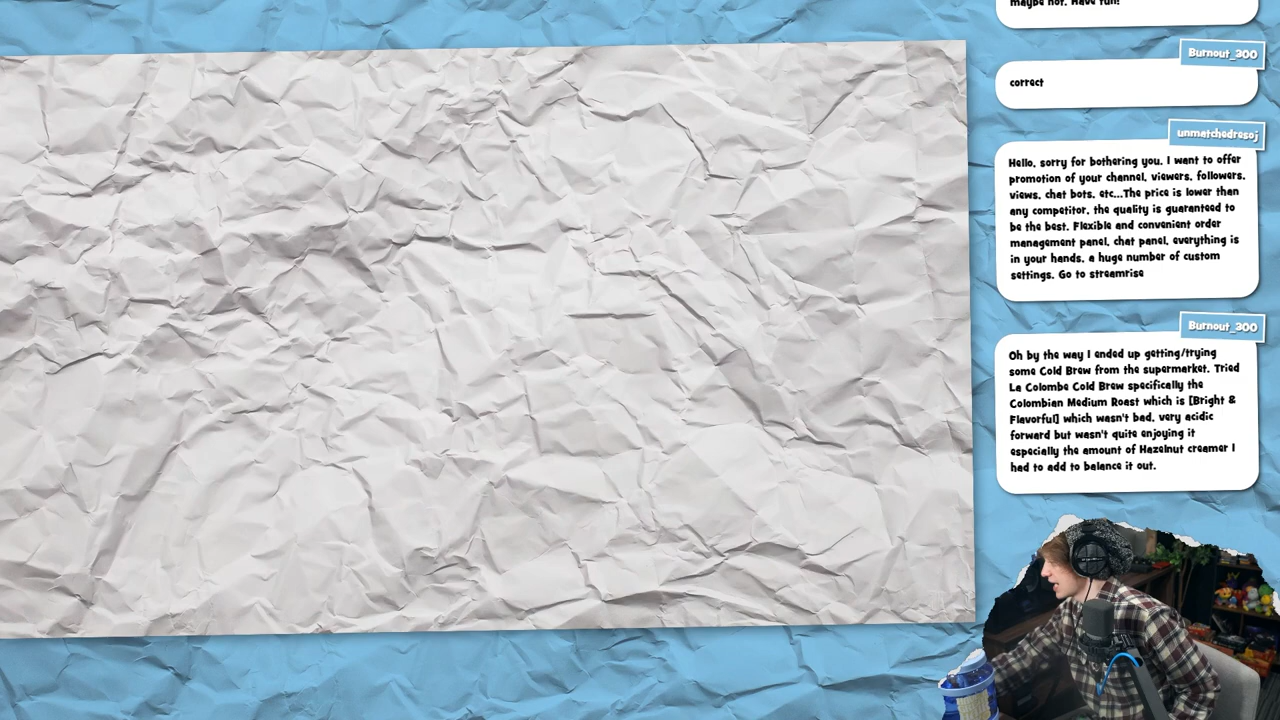 maybe not. Have fun!
Burnout_300
correct
unmatchedresoj
Hello, sorry for bothering you. I want to offer
promotion of your channel, viewers, followers,
views, chat bots, etc...The price is lower than
any competitor, the quality is guaranteed to
be the best. Flexible and convenient order
management panel, chat panel, everything is
in your hands, a huge number of custom
settings. Go to streamrise
Burnout_300
Oh by the way I ended up getting/trying
some Cold Brew from the supermarket. Tried
La Colombe Cold Brew specifically the
Colombian Medium Roast which is [Bright &
Flavorful] which wasn't bad, very acidic
forward but wasn't quite enjoying it
especially the amount of Hazelnut creamer I
had to add to balance it out.